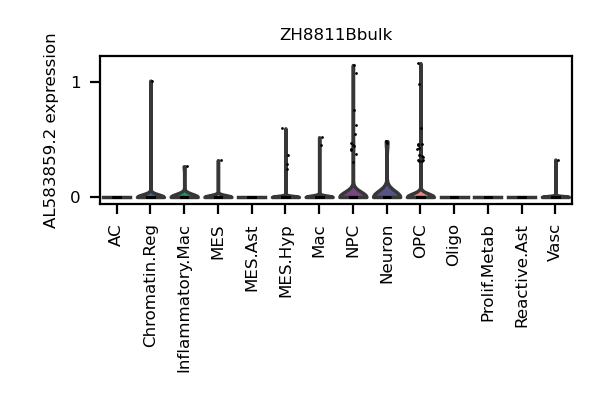 ZH8811Bbulk
AL583859.2 expression
1
0
AC
Chromatin.Reg
Inflammatory.Mac
MES
MES.Ast
MES.Hyp
Mac
NPC
Neuron
OPC
Oligo
Prolif.Metab
Reactive.Ast
Vasc